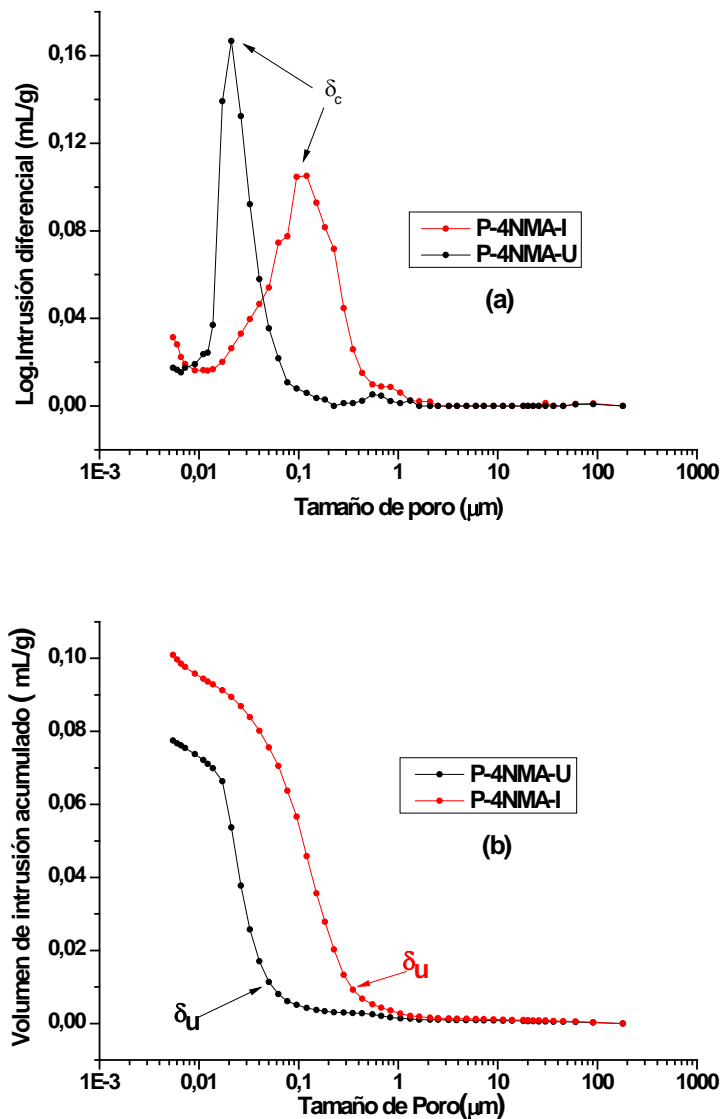 0,16
0,12
0,08
0,04
0,00
Log.Intrusión diferencial (mL/g)
δc
P-4NMA-I
P-4NMA-U
(a)
1E-3 0,01 0,1 1 10 100 1000
Tamaño de poro (μm)
0,10
0,08
0,06
0,04
0,02
0,00
Volumen de intrusión acumulado ( mL/g)
P-4NMA-U
P-4NMA-I
(b)
δu
δu
1E-3 0,01 0,1 1 10 100 1000
Tamaño de Poro(μm)